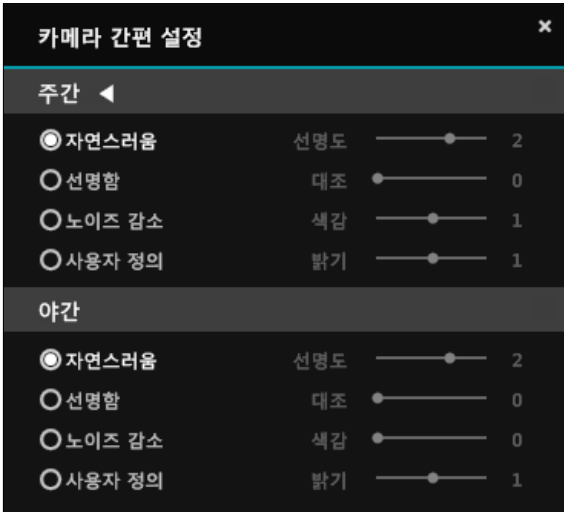 카메라 간편 설정
주간
자연스러움 선명도 2
선명함 대조 0
노이즈 감소 색감 1
사용자 정의 밝기 1
야간
자연스러움 선명도 2
선명함 대조 0
노이즈 감소 색감 0
사용자 정의 밝기 1